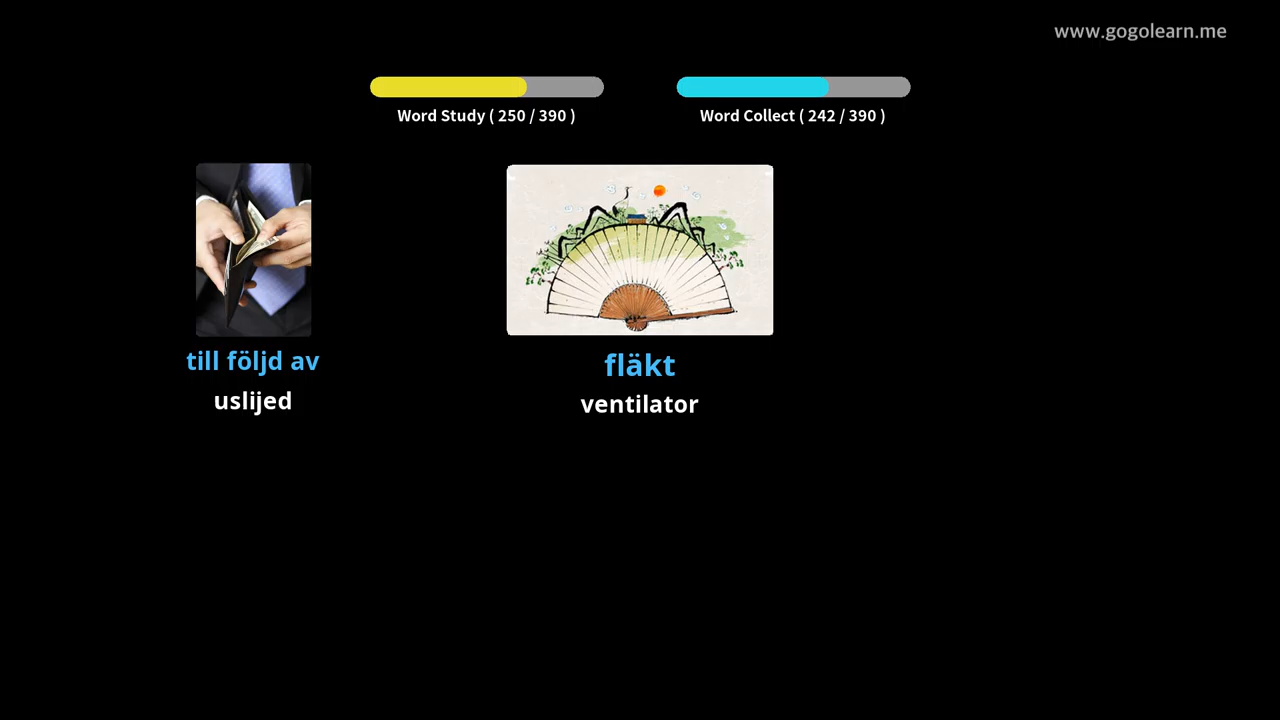 www.gogolearn.me
Word Study ( 250 / 390 )
Word Collect ( 242 / 390 )
till följd av
uslijed
fläkt
ventilator